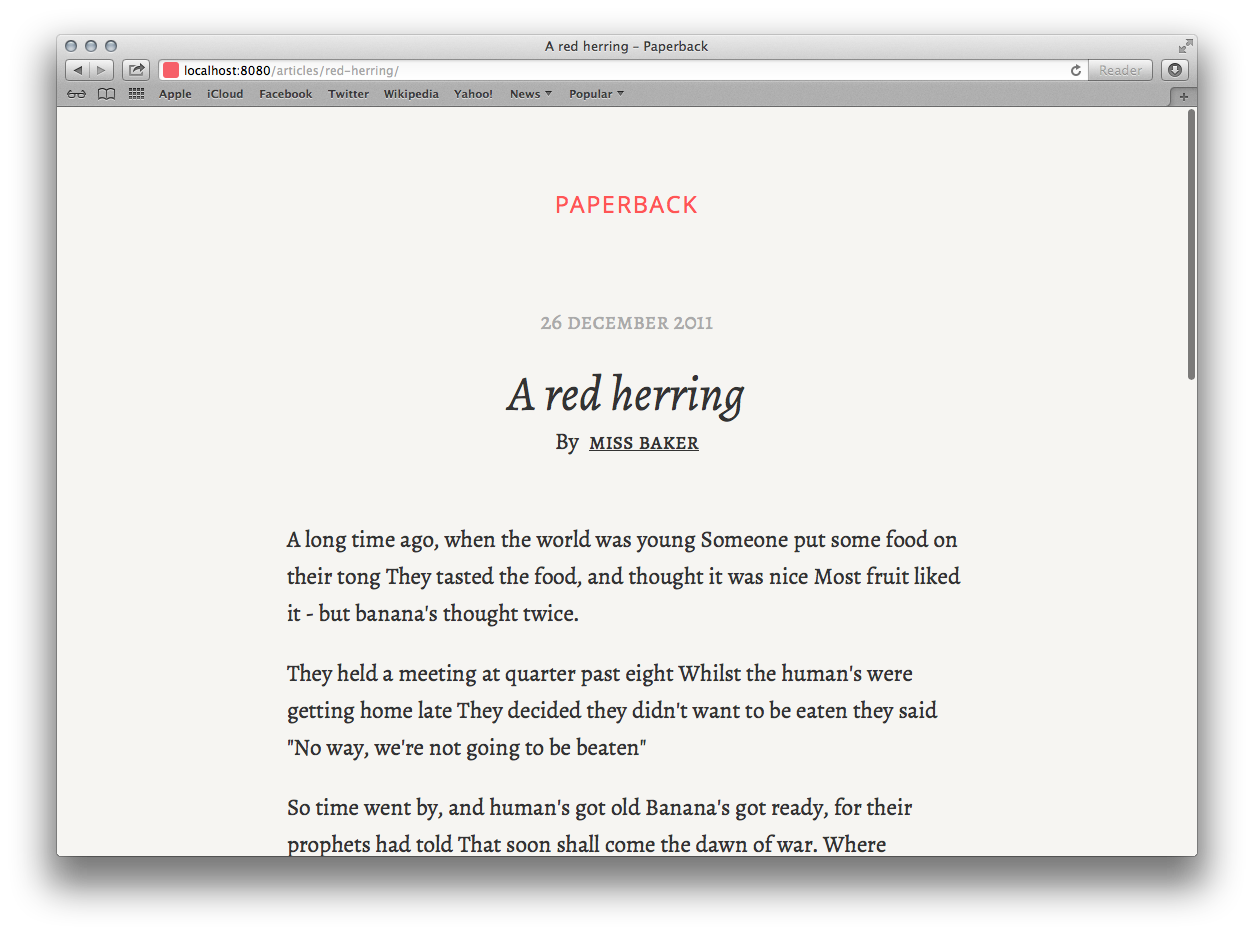 A red herring – Paperback
localhost:8080/articles/red-herring/
Reader
Apple iCloud Facebook Twitter Wikipedia Yahoo! News Popular
PAPERBACK
26 DECEMBER 2011
A red herring
By MISS BAKER
A long time ago, when the world was young Someone put some food on
their tong They tasted the food, and thought it was nice Most fruit liked
it - but banana's thought twice.
They held a meeting at quarter past eight Whilst the human's were
getting home late They decided they didn't want to be eaten they said
"No way, we're not going to be beaten"
So time went by, and human's got old Banana's got ready, for their
prophets had told That soon shall come the dawn of war. Where